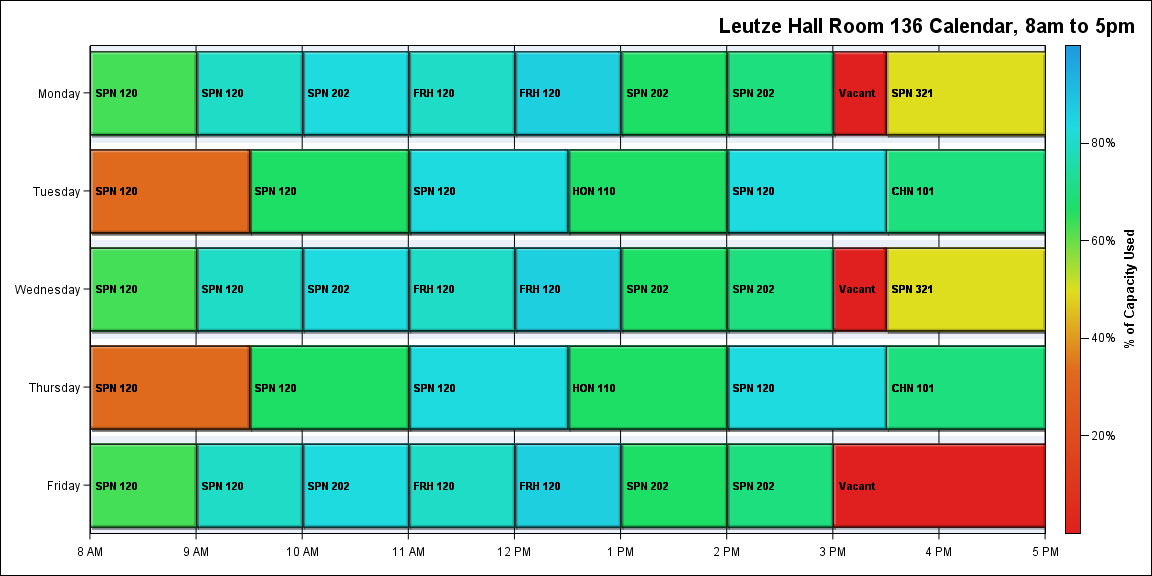 Leutze Hall Room 136 Calendar, 8am to 5pm
Monday
SPN 120 SPN 120 SPN 202 FRH 120 FRH 120 SPN 202 SPN 202 Vacant SPN 321
Tuesday
SPN 120 SPN 120 SPN 120 HON 110 SPN 120 CHN 101
Wednesday
SPN 120 SPN 120 SPN 202 FRH 120 FRH 120 SPN 202 SPN 202 Vacant SPN 321
Thursday
SPN 120 SPN 120 SPN 120 HON 110 SPN 120 CHN 101
Friday
SPN 120 SPN 120 SPN 202 FRH 120 FRH 120 SPN 202 SPN 202 Vacant
8 AM 9 AM 10 AM 11 AM 12 PM 1 PM 2 PM 3 PM 4 PM 5 PM
80%
60%
40%
20%
% of Capacity Used